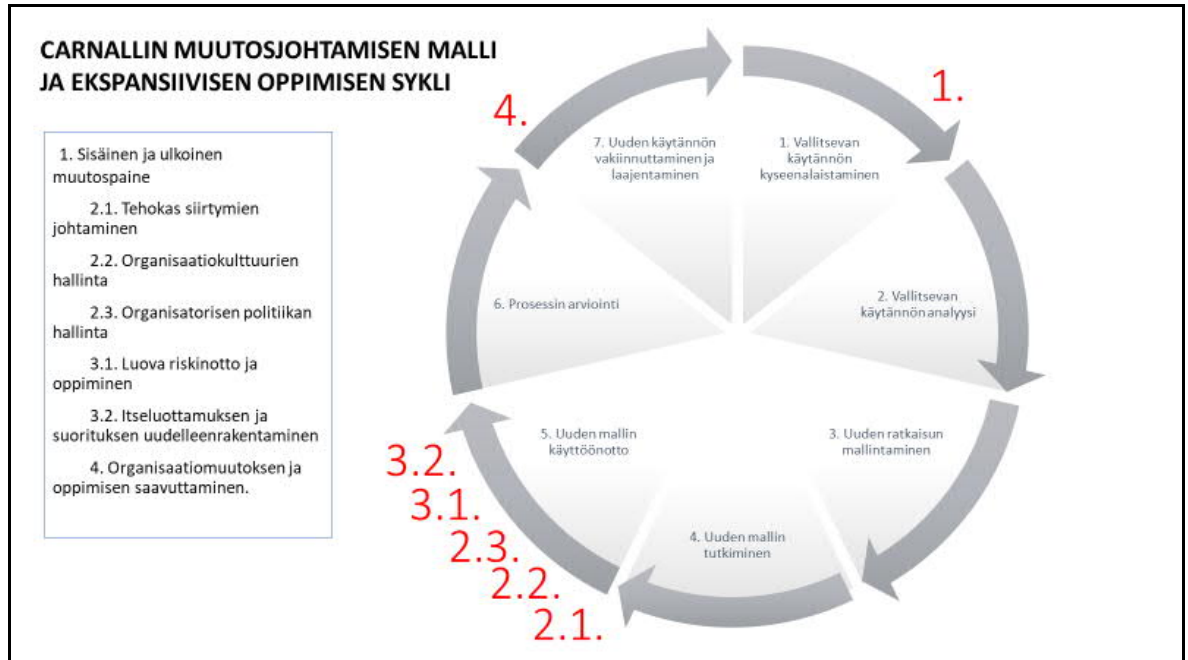 CARNALLIN MUUTOSJOHTAMISEN MALLI
JA EKSPANSIIVISEN OPPIMISEN SYKLI
1. Sisäinen ja ulkoinen
muutospaine
2.1. Tehokas siirtymien
johtaminen
2.2. Organisaatiokulttuurien
hallinta
2.3. Organisatorisen politiikan
hallinta
3.1. Luova riskinotto ja
oppiminen
3.2. Itseluottamuksen ja
suorituksen uudelleenrakentaminen
4. Organisaatiomuutoksen ja
oppimisen saavuttaminen.
1.
1. Vallitsevan
käytännön
kyseenalaistaminen
2. Vallitsevan
käytännön analyysi
3. Uuden ratkaisun
mallintaminen
4. Uuden mallin
tutkiminen
5. Uuden mallin
käyttöönotto
6. Prosessin arviointi
7. Uuden käytännön
vakiinnuttaminen ja
laajentaminen
4.
3.2.
3.1.
2.3.
2.2.
2.1.